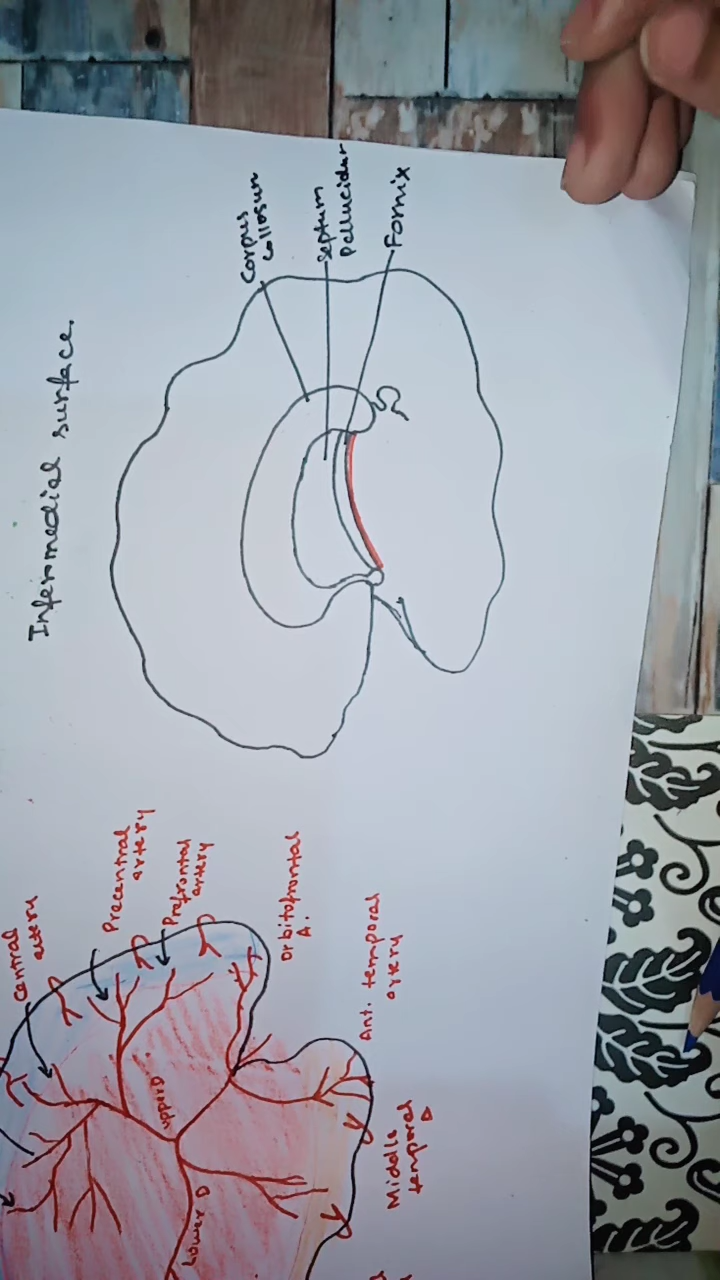 Inferomedial surface.
Corpus
Collosum
Septum
Pellucidum
Fornix
Central
artery
Precentral
artery
Prefrontal
artery
Orbitofrontal
A.
Ant. temporal
artery
Middle
temporal
upper D
Lower D